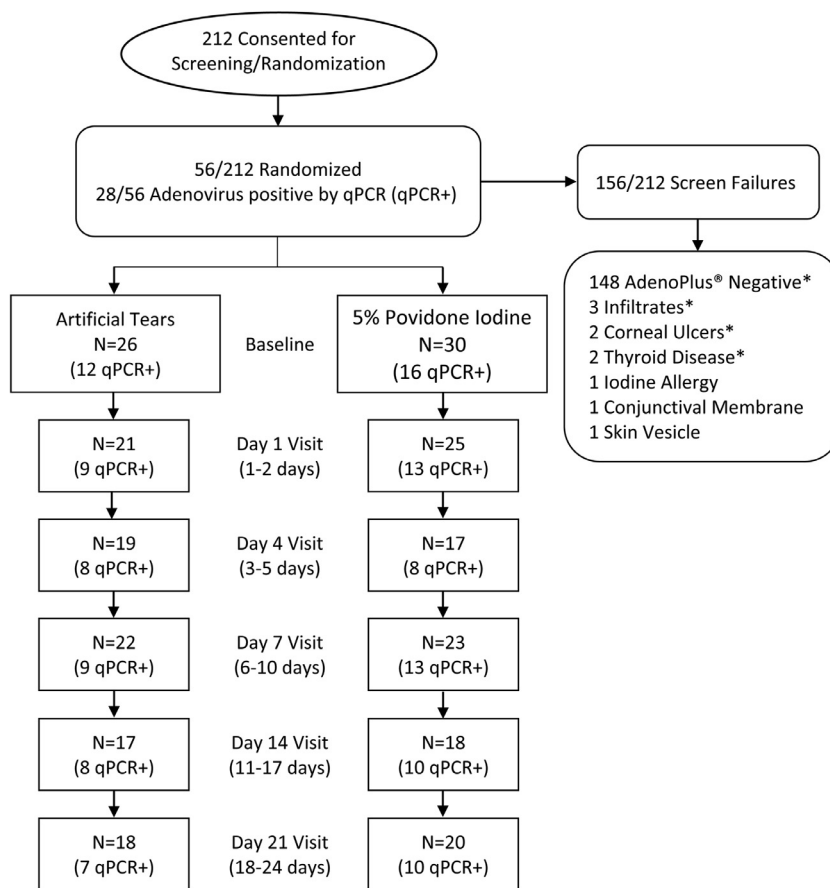 212 Consented for
Screening/Randomization
56/212 Randomized
28/56 Adenovirus positive by qPCR (qPCR+)
156/212 Screen Failures
148 AdenoPlus® Negative*
3 Infiltrates*
2 Corneal Ulcers*
2 Thyroid Disease*
1 Iodine Allergy
1 Conjunctival Membrane
1 Skin Vesicle
Artificial Tears
N=26
(12 qPCR+)
Baseline
5% Povidone Iodine
N=30
(16 qPCR+)
N=21
(9 qPCR+)
Day 1 Visit
(1-2 days)
N=25
(13 qPCR+)
N=19
(8 qPCR+)
Day 4 Visit
(3-5 days)
N=17
(8 qPCR+)
N=22
(9 qPCR+)
Day 7 Visit
(6-10 days)
N=23
(13 qPCR+)
N=17
(8 qPCR+)
Day 14 Visit
(11-17 days)
N=18
(10 qPCR+)
N=18
(7 qPCR+)
Day 21 Visit
(18-24 days)
N=20
(10 qPCR+)